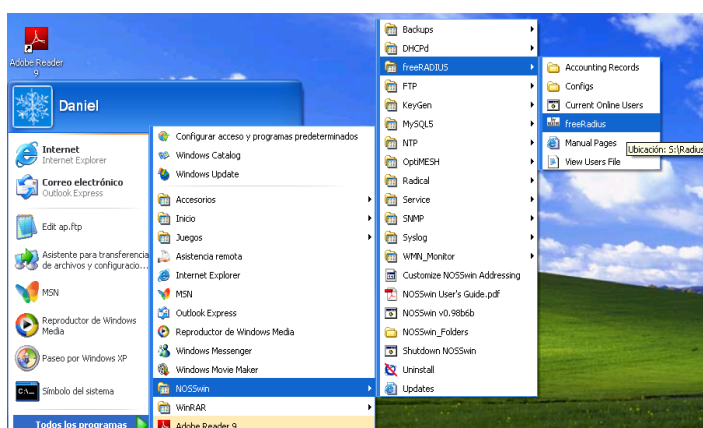 Adobe Reader
9
Daniel
Internet
Internet Explorer
Correo electrónico
Outlook Express
Edit ap.ftp
Asistente para transferencia
de archivos y configuracio...
MSN
Reproductor de Windows
Media
Paseo por Windows XP
Símbolo del sistema
Todos los programas
Configurar acceso y programas predeterminados
Windows Catalog
Windows Update
Accesorios
Inicio
Juegos
Asistencia remota
Internet Explorer
MSN
Outlook Express
Reproductor de Windows Media
Windows Messenger
Windows Movie Maker
NOSSwin
WinRAR
Adobe Reader 9
Backups
DHCPd
freeRADIUS
FTP
KeyGen
MySQL5
NTP
OptiMESH
Radical
Service
SNMP
Syslog
WMN_Monitor
Customize NOSSwin Addressing
NOSSwin User's Guide.pdf
NOSSwin v0.98b6b
NOSSwin_Folders
Shutdown NOSSwin
Uninstall
Updates
Accounting Records
Configs
Current Online Users
freeRadius
Manual Pages
View Users File
Ubicación: S:\Radius